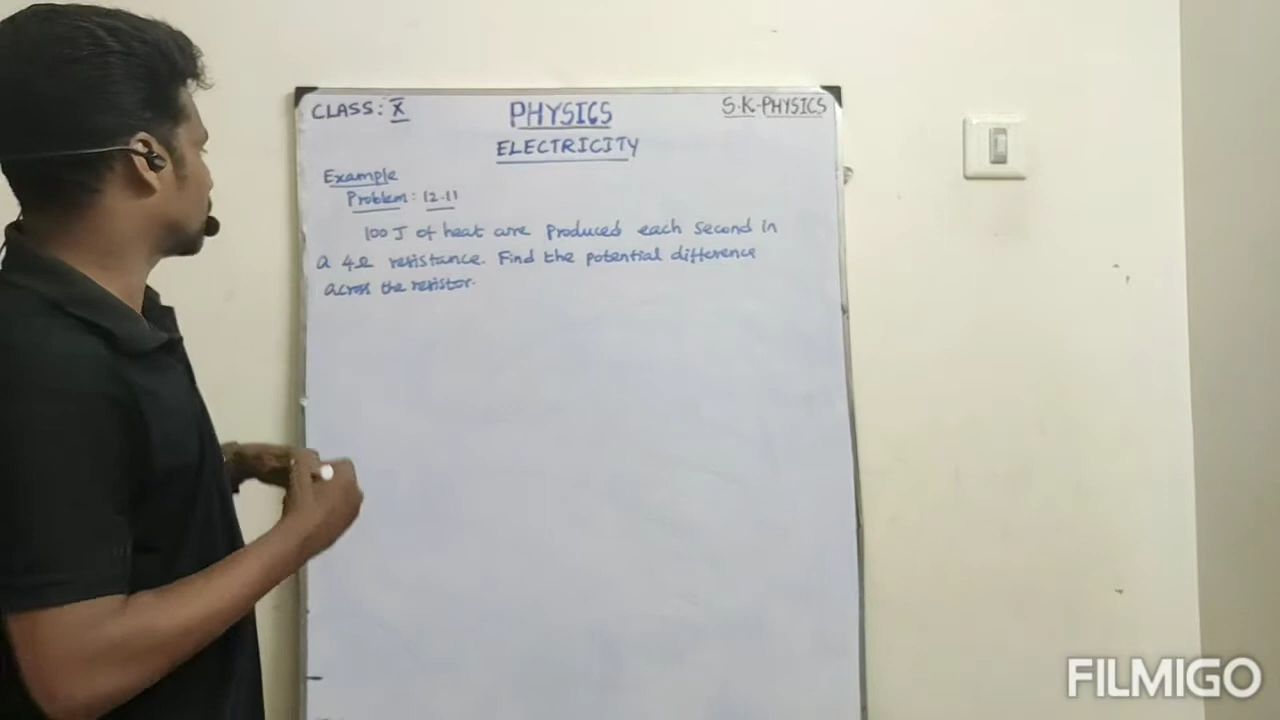 CLASS: X
PHYSICS
S.K-PHYSICS
ELECTRICITY
Example
Problem: 12.11
100 J of heat are produced each second in
a 4Ω resistance. Find the potential difference
across the resistor.
FILMIGO